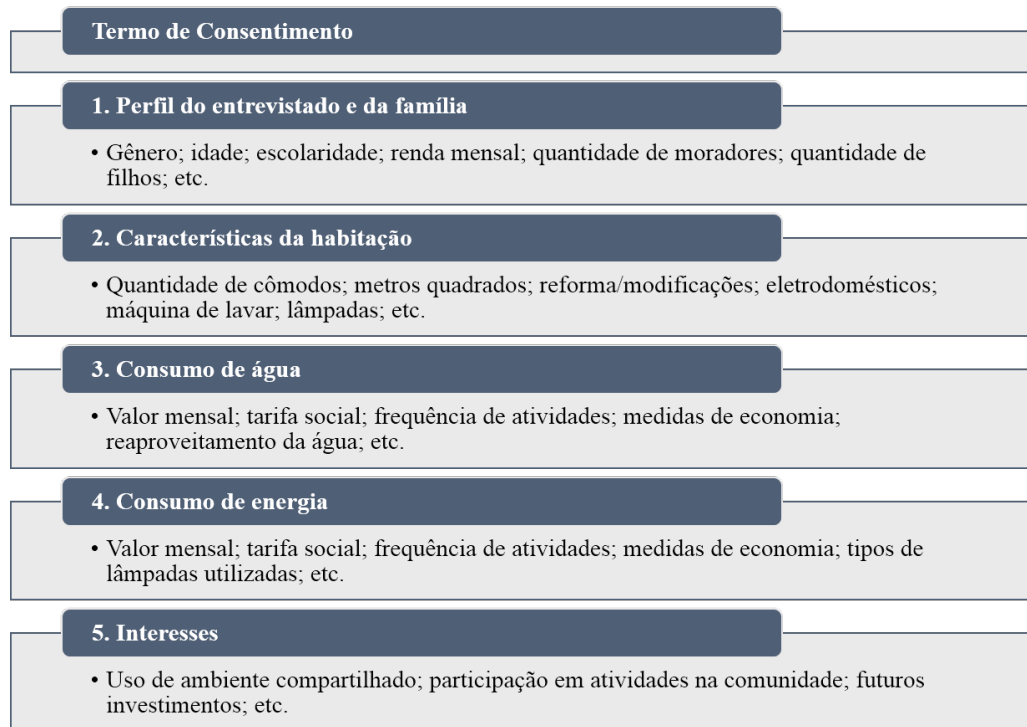 Termo de Consentimento
1. Perfil do entrevistado e da família
• Gênero; idade; escolaridade; renda mensal; quantidade de moradores; quantidade de
filhos; etc.
2. Características da habitação
• Quantidade de cômodos; metros quadrados; reforma/modificações; eletrodomésticos;
máquina de lavar; lâmpadas; etc.
3. Consumo de água
• Valor mensal; tarifa social; frequência de atividades; medidas de economia;
reaproveitamento da água; etc.
4. Consumo de energia
• Valor mensal; tarifa social; frequência de atividades; medidas de economia; tipos de
lâmpadas utilizadas; etc.
5. Interesses
• Uso de ambiente compartilhado; participação em atividades na comunidade; futuros
investimentos; etc.